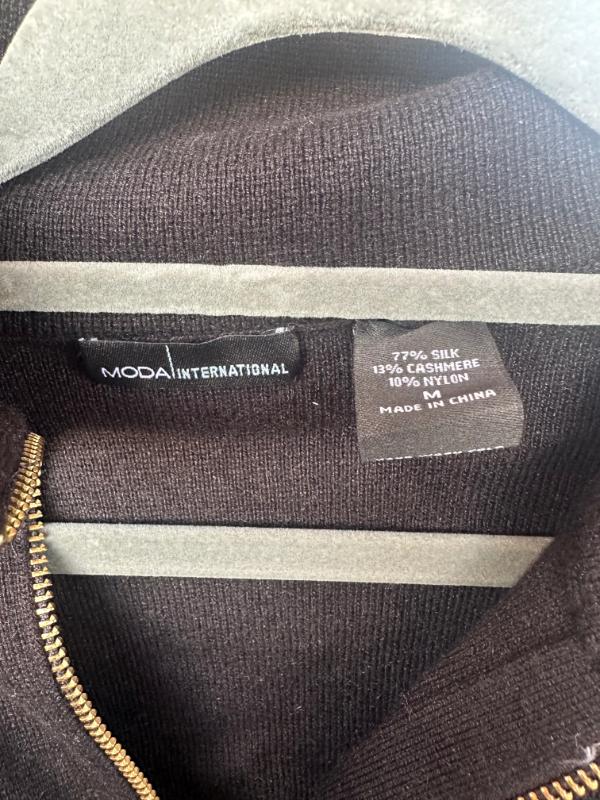 MODA INTERNATIONAL
77% SILK
13% CASHMERE
10% NYLON
M
MADE IN CHINA